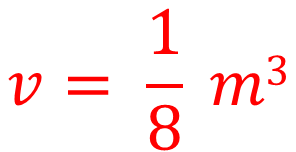 v = 1/8 m³